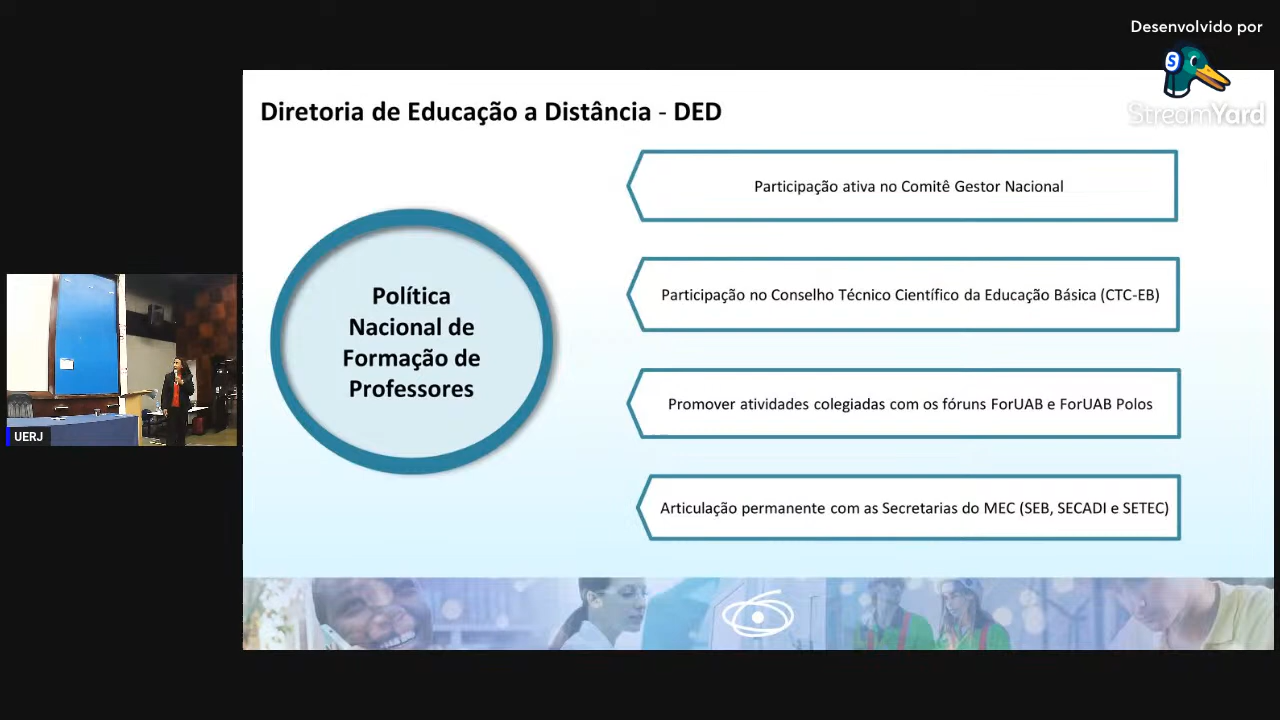 Desenvolvido por
S
StreamYard
Diretoria de Educação a Distância - DED
Participação ativa no Comitê Gestor Nacional
Política
Nacional de
Formação de
Professores
Participação no Conselho Técnico Científico da Educação Básica (CTC-EB)
Promover atividades colegiadas com os fóruns ForUAB e ForUAB Polos
Articulação permanente com as Secretarias do MEC (SEB, SECADI e SETEC)
UERJ